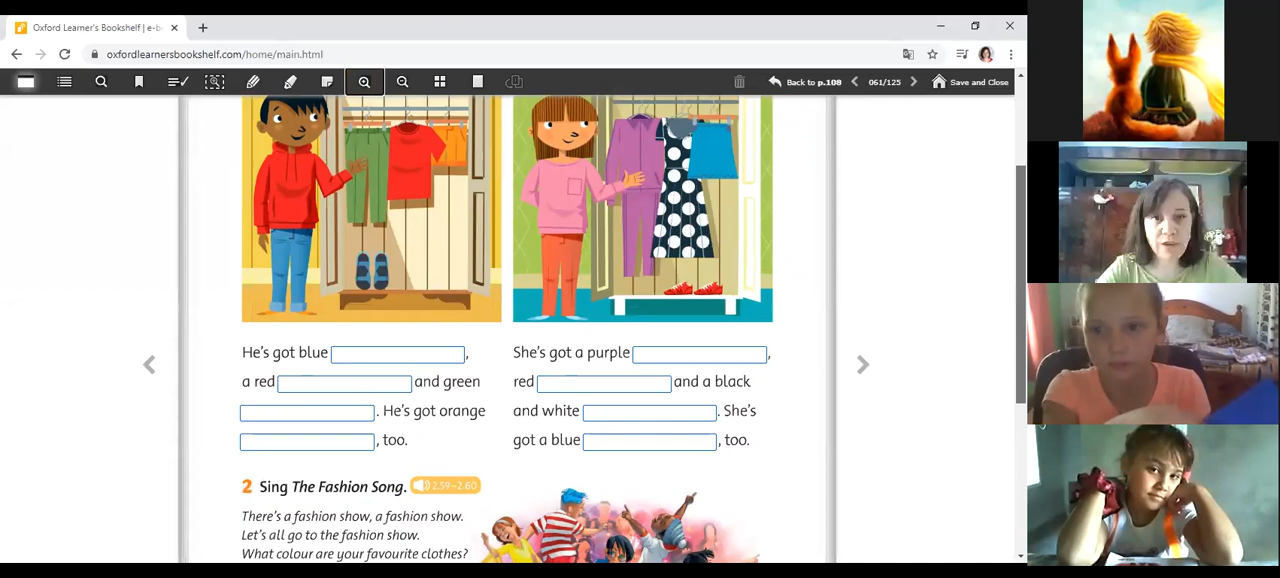 Oxford Learner's Bookshelf | e-b
oxfordlearnersbookshelf.com/home/main.html
Back to p.108
061/125
Save and Close
He's got blue ,
a red and green
. He's got orange
, too.
She's got a purple ,
red and a black
and white . She's
got a blue , too.
2 Sing The Fashion Song. 2.59–2.60
There's a fashion show, a fashion show.
Let's all go to the fashion show.
What colour are your favourite clothes?